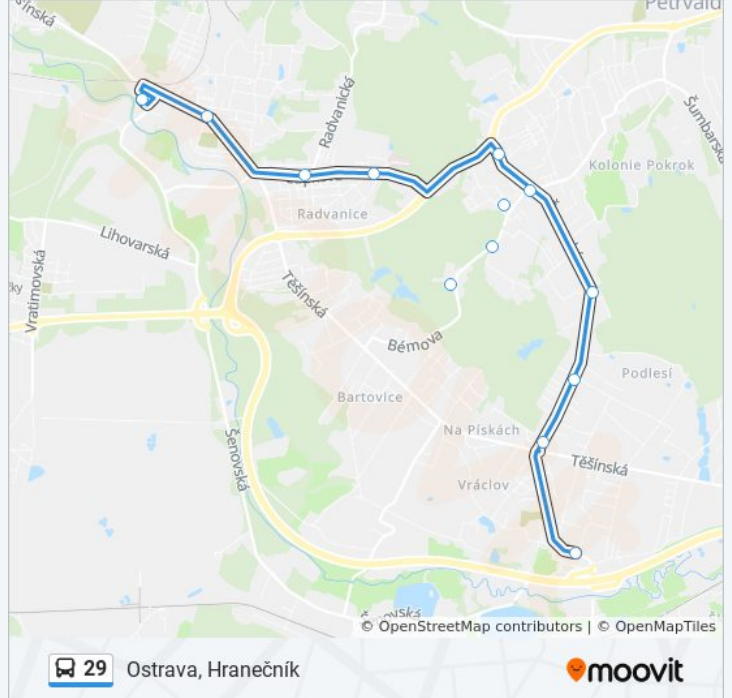 Petřvald
Radvanická
Šumbarská
Kolonie Pokrok
Radvanice
Lihovarská
Vratimovská
Těšínská
Bémova
Podlesí
Bartovice
Na Pískách
Těšínská
Šenovská
Vráclov
© OpenStreetMap contributors | © OpenMapTiles
29 Ostrava, Hranečník
moovit